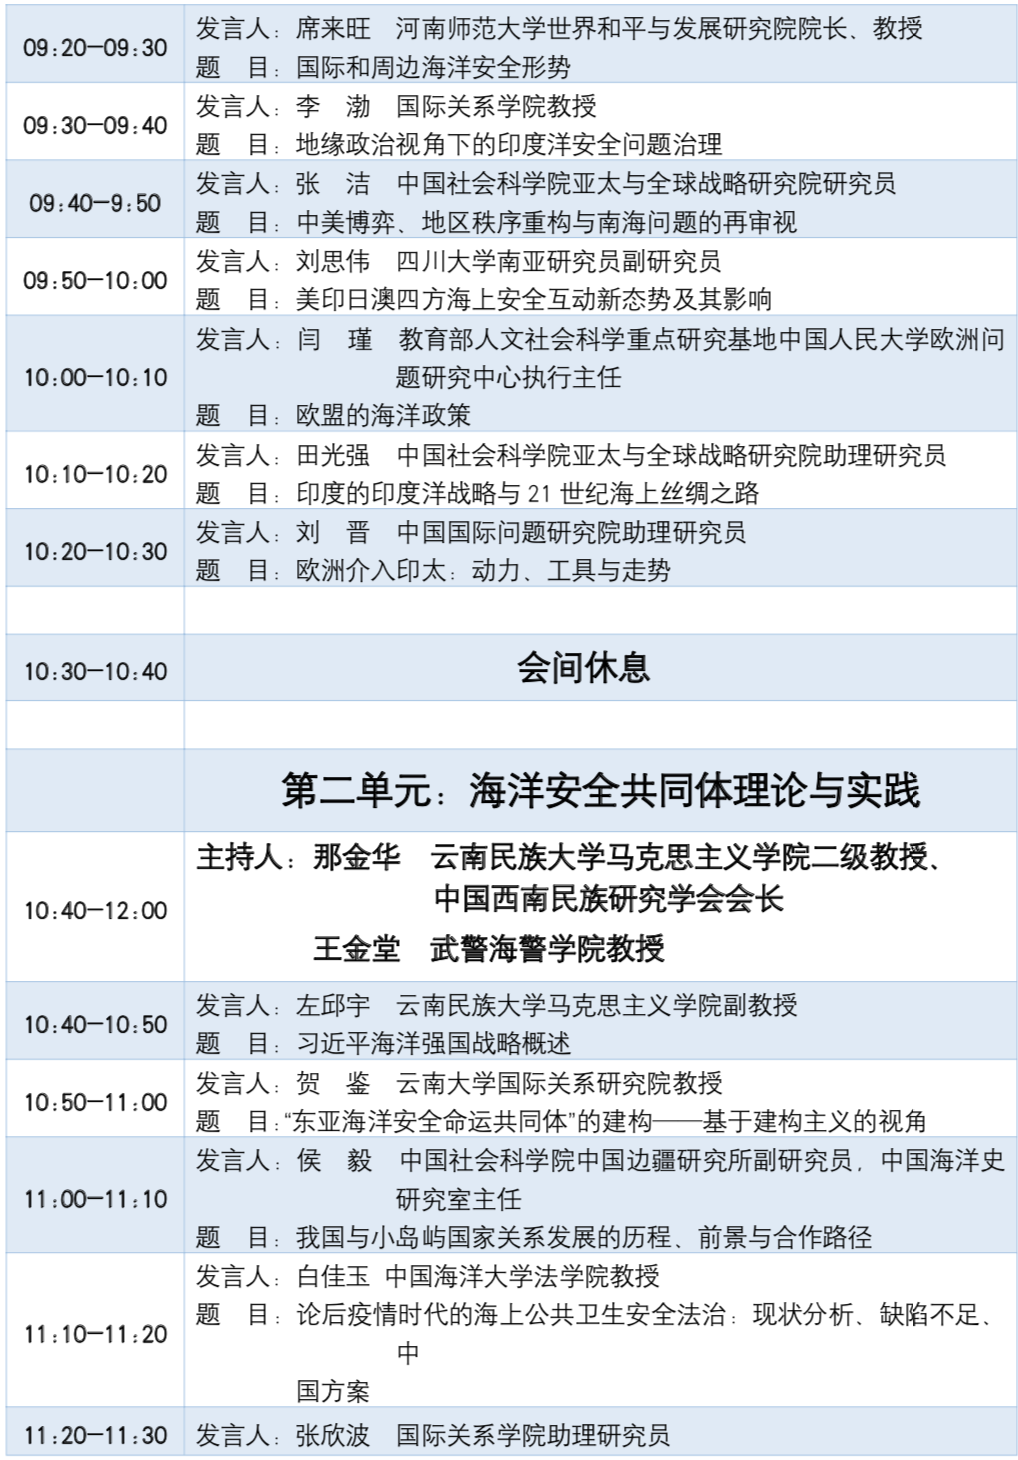 09:20—09:30
发言人：席来旺　河南师范大学世界和平与发展研究院院长、教授
题　目：国际和周边海洋安全形势
09:30—09:40
发言人：李　渤　国际关系学院教授
题　目：地缘政治视角下的印度洋安全问题治理
09:40—9:50
发言人：张　洁　中国社会科学院亚太与全球战略研究院研究员
题　目：中美博弈、地区秩序重构与南海问题的再审视
09:50—10:00
发言人：刘思伟　四川大学南亚研究员副研究员
题　目：美印日澳四方海上安全互动新态势及其影响
10:00—10:10
发言人：闫　瑾　教育部人文社会科学重点研究基地中国人民大学欧洲问
题研究中心执行主任
题　目：欧盟的海洋政策
10:10—10:20
发言人：田光强　中国社会科学院亚太与全球战略研究院助理研究员
题　目：印度的印度洋战略与 21 世纪海上丝绸之路
10:20—10:30
发言人：刘　晋　中国国际问题研究院助理研究员
题　目：欧洲介入印太：动力、工具与走势
10:30—10:40
会间休息
第二单元：海洋安全共同体理论与实践
10:40—12:00
主持人：那金华　云南民族大学马克思主义学院二级教授、
中国西南民族研究学会会长
王金堂　武警海警学院教授
10:40—10:50
发言人：左邱宇　云南民族大学马克思主义学院副教授
题　目：习近平海洋强国战略概述
10:50—11:00
发言人：贺　鉴　云南大学国际关系研究院教授
题　目：“东亚海洋安全命运共同体”的建构——基于建构主义的视角
11:00—11:10
发言人：侯　毅　中国社会科学院中国边疆研究所副研究员，中国海洋史
研究室主任
题　目：我国与小岛屿国家关系发展的历程、前景与合作路径
11:10—11:20
发言人：白佳玉 中国海洋大学法学院教授
题　目：论后疫情时代的海上公共卫生安全法治：现状分析、缺陷不足、
中
国方案
11:20—11:30
发言人：张欣波　国际关系学院助理研究员